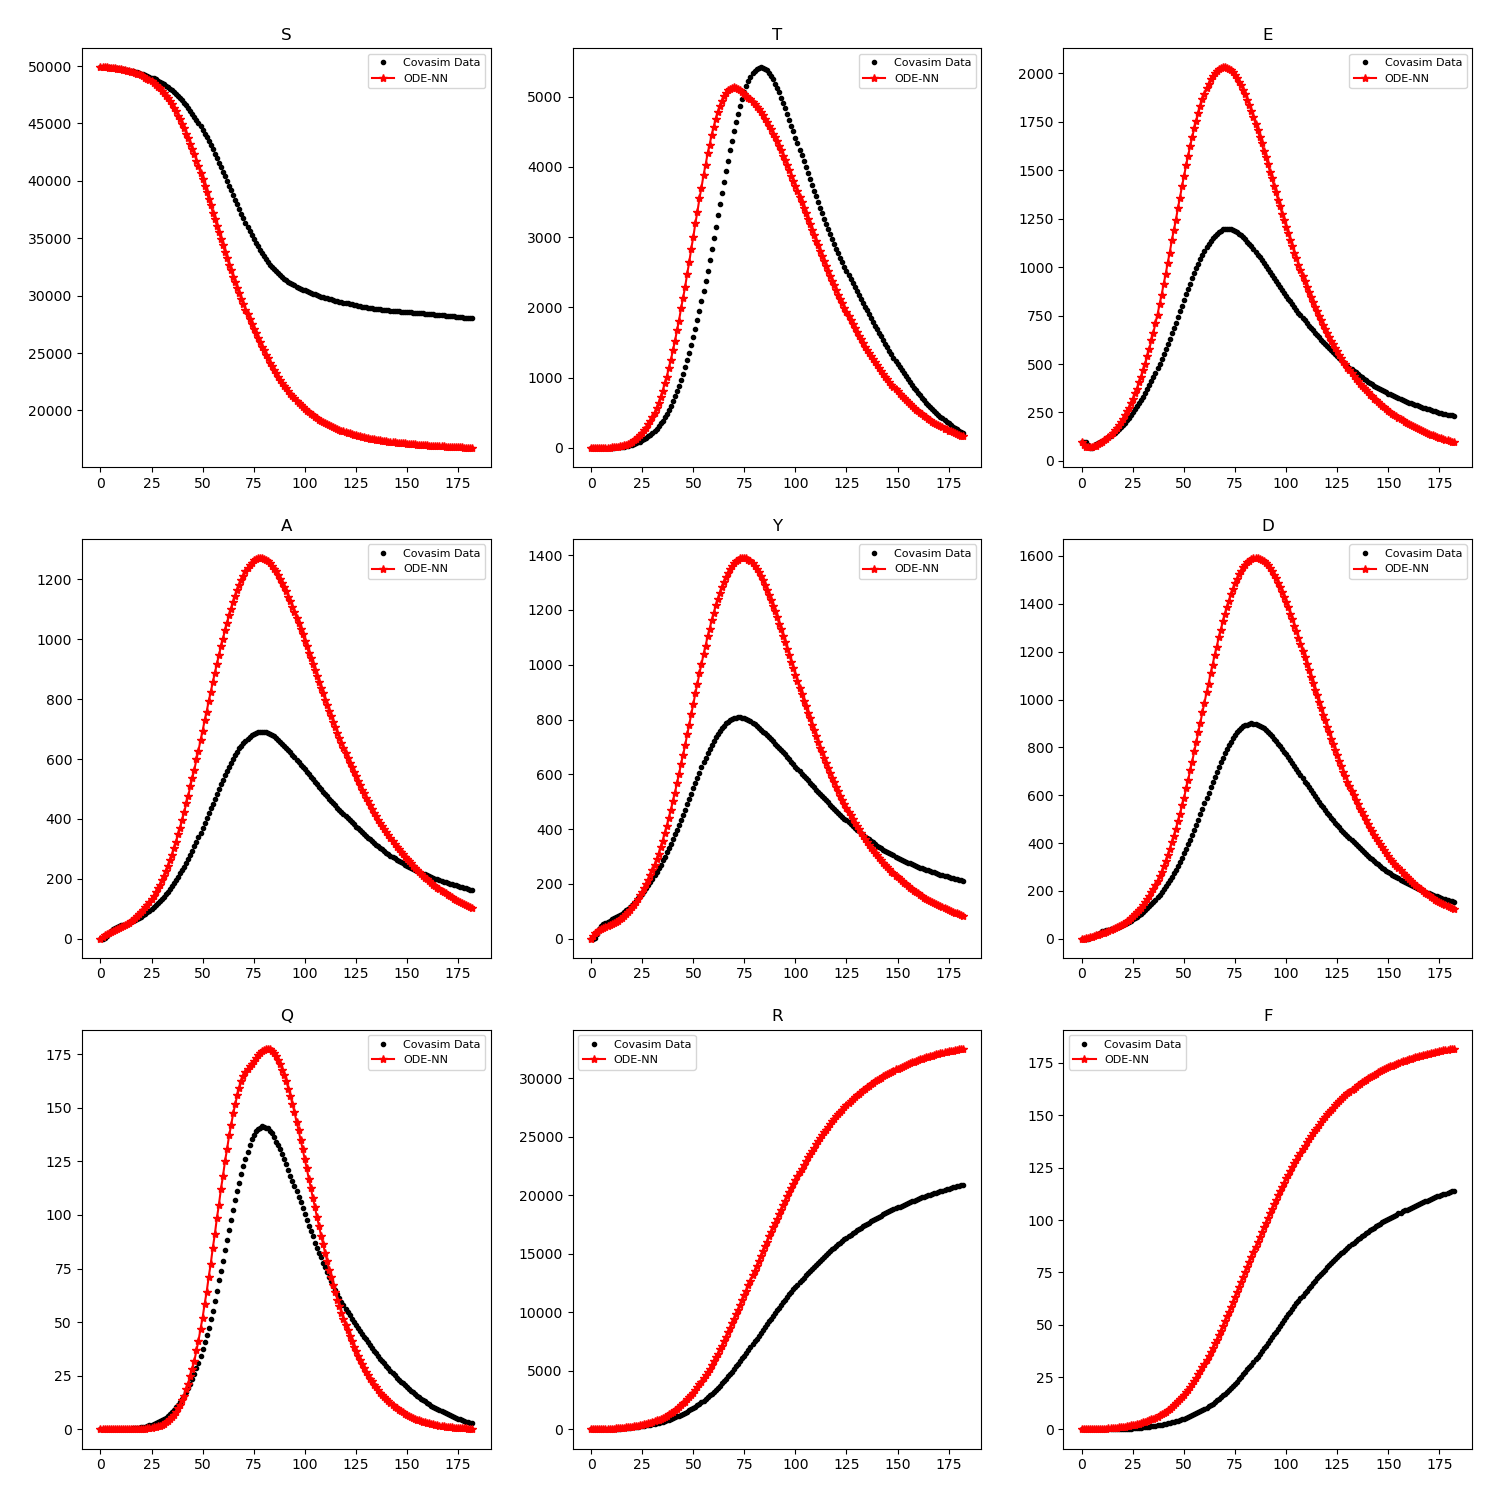 S
Covasim Data
ODE-NN
50000
45000
40000
35000
30000
25000
20000
0 25 50 75 100 125 150 175
T
Covasim Data
ODE-NN
5000
4000
3000
2000
1000
0
0 25 50 75 100 125 150 175
E
Covasim Data
ODE-NN
2000
1750
1500
1250
1000
750
500
250
0
0 25 50 75 100 125 150 175
A
Covasim Data
ODE-NN
1200
1000
800
600
400
200
0
0 25 50 75 100 125 150 175
Y
Covasim Data
ODE-NN
1400
1200
1000
800
600
400
200
0
0 25 50 75 100 125 150 175
D
Covasim Data
ODE-NN
1600
1400
1200
1000
800
600
400
200
0
0 25 50 75 100 125 150 175
Q
Covasim Data
ODE-NN
175
150
125
100
75
50
25
0
0 25 50 75 100 125 150 175
R
Covasim Data
ODE-NN
30000
25000
20000
15000
10000
5000
0
0 25 50 75 100 125 150 175
F
Covasim Data
ODE-NN
175
150
125
100
75
50
25
0
0 25 50 75 100 125 150 175